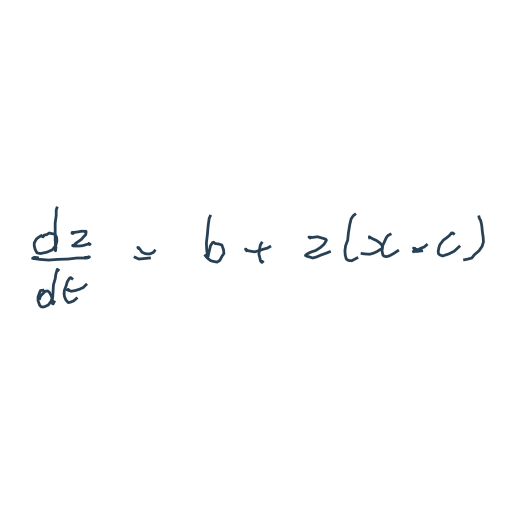 dz/dt = b + z(x - c)